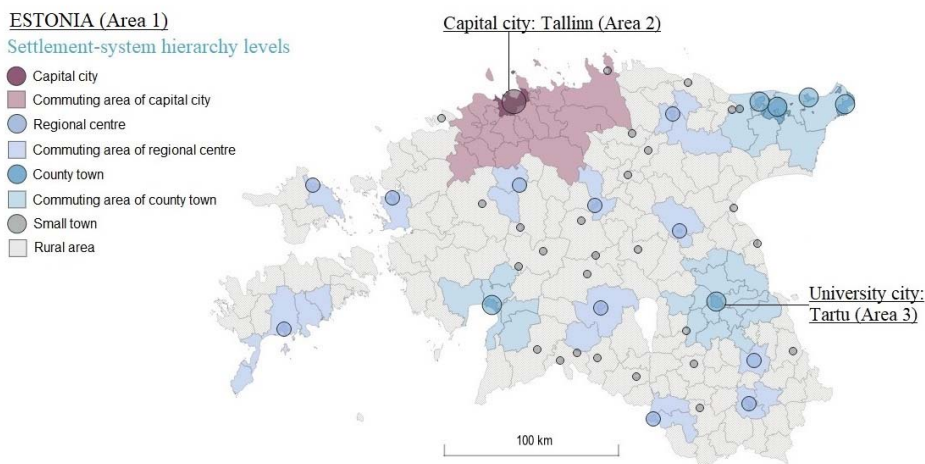 ESTONIA (Area 1)
Settlement-system hierarchy levels
Capital city
Commuting area of capital city
Regional centre
Commuting area of regional centre
County town
Commuting area of county town
Small town
Rural area
Capital city: Tallinn (Area 2)
University city:
Tartu (Area 3)
100 km